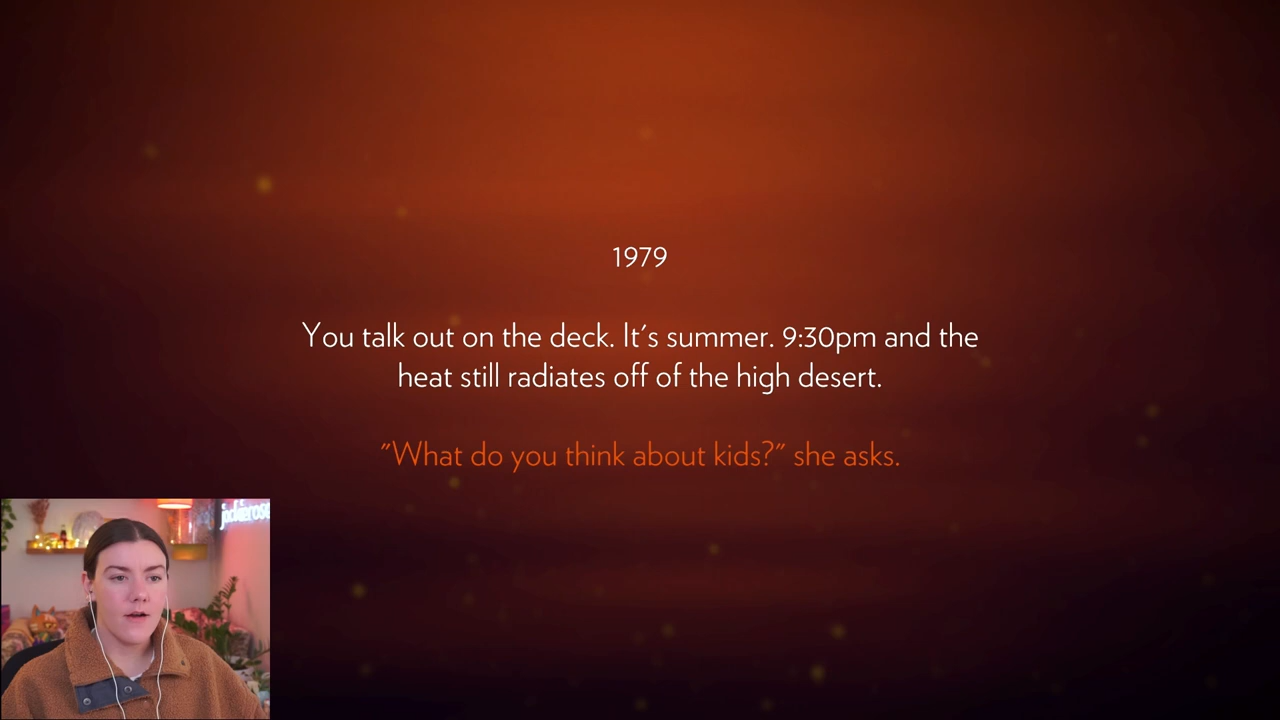 1979
You talk out on the deck. It's summer. 9:30pm and the
heat still radiates off of the high desert.
"What do you think about kids?" she asks.